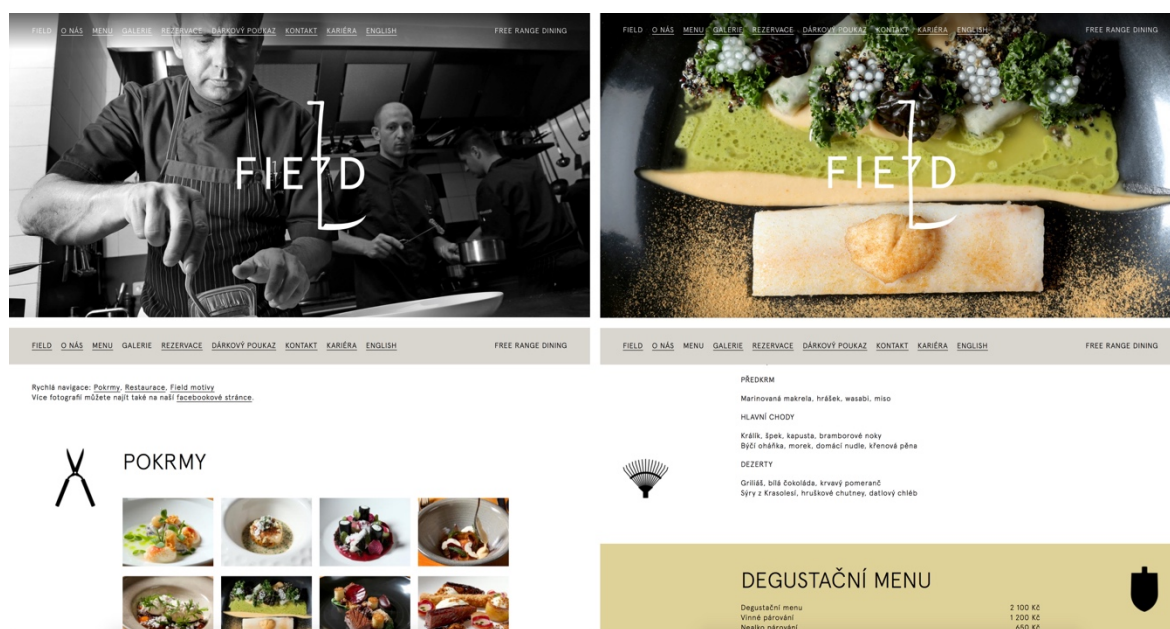 FIELD O NÁS MENU GALERIE REZERVACE DÁRKOVÝ POUKAZ KONTAKT KARIÉRA ENGLISH FREE RANGE DINING
FIELD
FIELD O NÁS MENU GALERIE REZERVACE DÁRKOVÝ POUKAZ KONTAKT KARIÉRA ENGLISH FREE RANGE DINING
FIELD
FIELD O NÁS MENU GALERIE REZERVACE DÁRKOVÝ POUKAZ KONTAKT KARIÉRA ENGLISH FREE RANGE DINING
Rychlá navigace: Pokrmy, Restaurace, Field motivy
Více fotografií můžete najít také na naší facebookové stránce.
POKRMY
FIELD O NÁS MENU GALERIE REZERVACE DÁRKOVÝ POUKAZ KONTAKT KARIÉRA ENGLISH FREE RANGE DINING
PŘEDKRM
Marinovaná makrela, hrášek, wasabi, miso
HLAVNÍ CHODY
Králík, špek, kapusta, bramborové noky
Býčí oháňka, morek, domácí nudle, křenová pěna
DEZERTY
Griliáš, bílá čokoláda, krvavý pomeranč
Sýry z Krasolesí, hruškové chutney, datlový chléb
DEGUSTAČNÍ MENU
Degustační menu 2 100 Kč
Vinné párování 1 200 Kč
Nealko párování 650 Kč